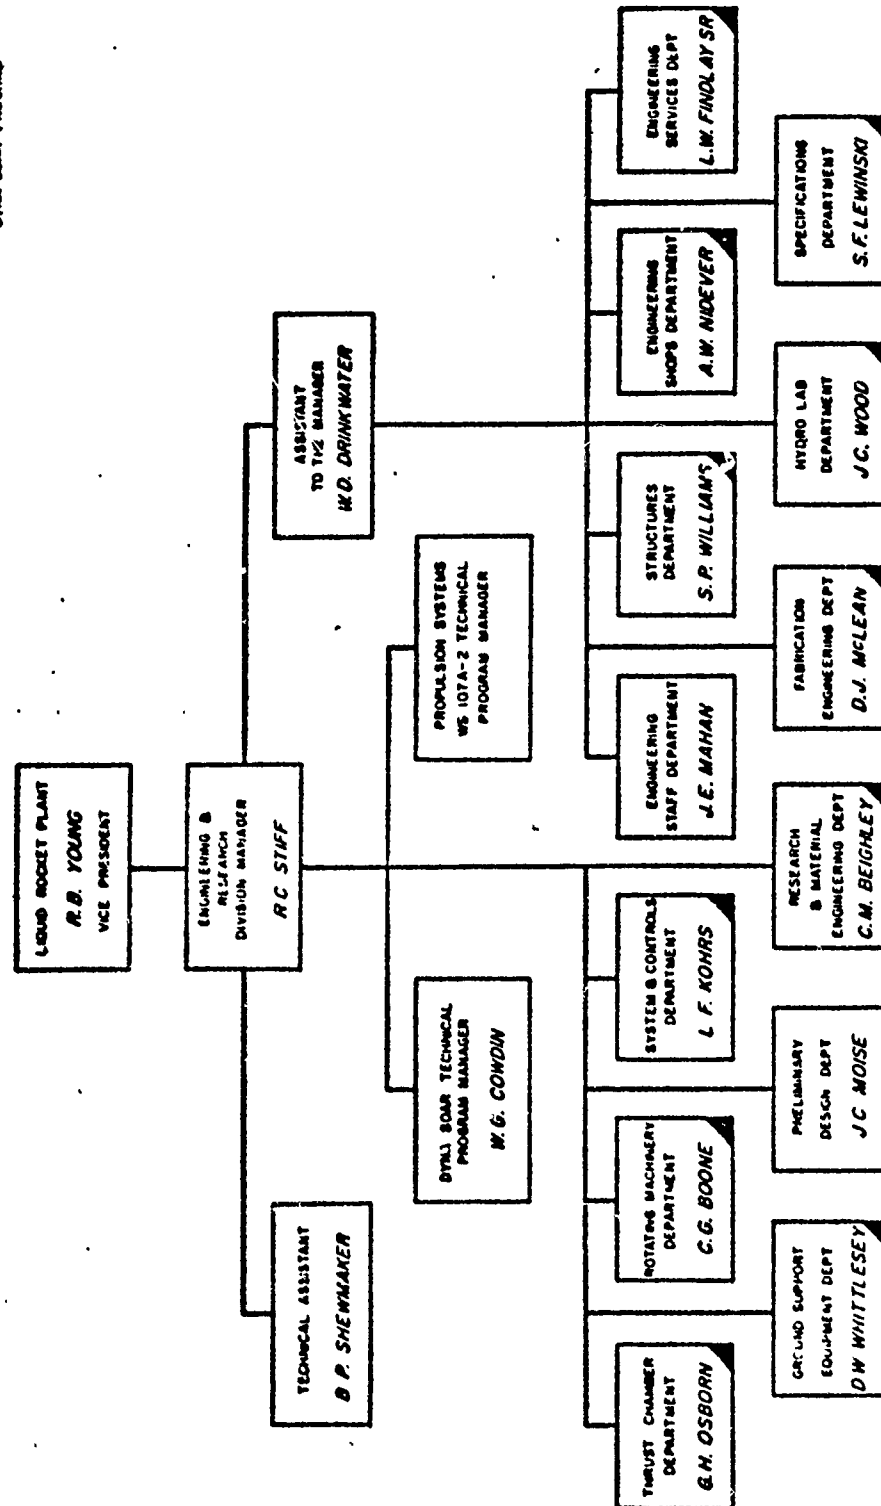 LIQUID ROCKET PLANT
R.B. YOUNG
VICE PRESIDENT
ENGINEERING &
RESEARCH
DIVISION MANAGER
R C STIFF
TECHNICAL ASSISTANT
B P. SHEWMAKER
ASSISTANT
TO THE MANAGER
W.D. DRINKWATER
DYNA SOAR TECHNICAL
PROGRAM MANAGER
W.G. COWDIN
PROPULSION SYSTEMS
WS 107A-2 TECHNICAL
PROGRAM MANAGER
THRUST CHAMBER
DEPARTMENT
G.H. OSBORN
ROTATING MACHINERY
DEPARTMENT
C.G. BOONE
SYSTEM & CONTROLS
DEPARTMENT
L F. KOHRS
ENGINEERING
STAFF DEPARTMENT
J.E. MAHAN
STRUCTURES
DEPARTMENT
S.P. WILLIAMS
ENGINEERING
SHOPS DEPARTMENT
A.W. NIDEVER
ENGINEERING
SERVICES DEPT
L.W. FINDLAY SR
GROUND SUPPORT
EQUIPMENT DEPT
D W WHITTLESEY
PRELIMINARY
DESIGN DEPT
J C MOISE
RESEARCH
& MATERIAL
ENGINEERING DEPT
C.M. BEIGHLEY
FABRICATION
ENGINEERING DEPT
D.J. McLEAN
HYDRO LAB
DEPARTMENT
J C. WOOD
SPECIFICATIONS
DEPARTMENT
S.F. LEWINSKI